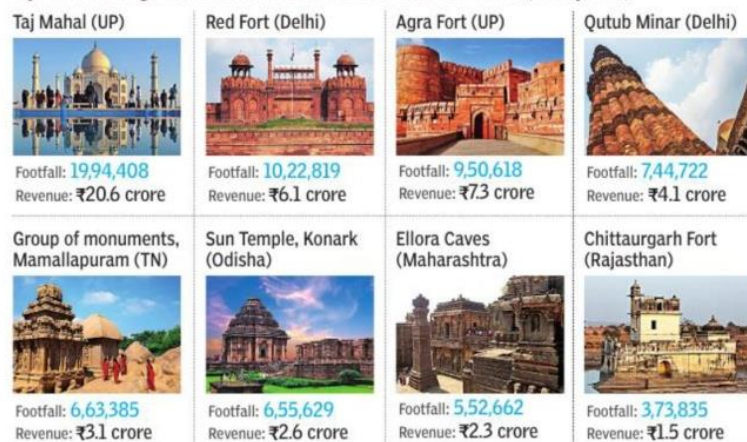 Taj Mahal (UP)
Footfall: 19,94,408
Revenue: ₹20.6 crore
Red Fort (Delhi)
Footfall: 10,22,819
Revenue: ₹6.1 crore
Agra Fort (UP)
Footfall: 9,50,618
Revenue: ₹7.3 crore
Qutub Minar (Delhi)
Footfall: 7,44,722
Revenue: ₹4.1 crore
Group of monuments,
Mamallapuram (TN)
Footfall: 6,63,385
Revenue: ₹3.1 crore
Sun Temple, Konark
(Odisha)
Footfall: 6,55,629
Revenue: ₹2.6 crore
Ellora Caves
(Maharashtra)
Footfall: 5,52,662
Revenue: ₹2.3 crore
Chittaurgarh Fort
(Rajasthan)
Footfall: 3,73,835
Revenue: ₹1.5 crore